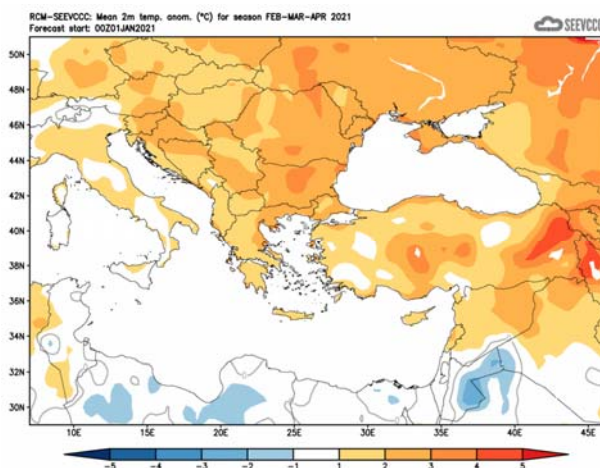 RCM-SEEVCCC: Mean 2m temp. anom. (°C) for season FEB-MAR-APR 2021
Forecast start: 00Z01JAN2021
SEEVCCC
50N
48N
46N
44N
42N
40N
38N
36N
34N
32N
30N
10E 15E 20E 25E 30E 35E 40E 45E
-5 -4 -3 -2 -1 1 2 3 4 5